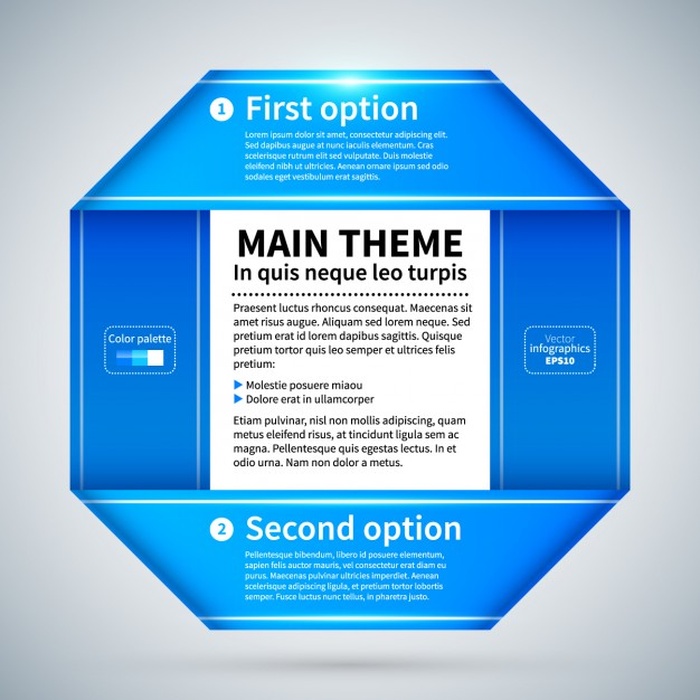 1 First option
Lorem ipsum dolor sit amet, consectetur adipiscing elit.
Sed dapibus augue at nunc iaculis elementum. Cras
scelerisque rutrum elit sed vulputate. Duis molestie
eleifend nibh ut ultricies. Aenean ornare ipsum sed odio
sodales eget vestibulum erat sagittis.
MAIN THEME
In quis neque leo turpis
Praesent luctus rhoncus consequat. Maecenas sit
amet risus augue. Aliquam sed lorem neque. Sed
pretium erat id lorem dapibus sagittis. Quisque
pretium tortor quis leo semper et ultrices felis
pretium:
Molestie posuere miaou
Dolore erat in ullamcorper
Etiam pulvinar, nisl non mollis adipiscing, quam
metus eleifend risus, at tincidunt ligula sem ac
magna. Pellentesque quis egestas lectus. In et
odio urna. Nam non dolor a metus.
Color palette
Vector
infographics
EPS10
2 Second option
Pellentesque bibendum, libero id posuere elementum,
sapien felis auctor mauris, vel consectetur erat diam eu
purus. Maecenas pulvinar ultricies imperdiet. Aenean
scelerisque adipiscing ligula, et pretium tortor lobortis
semper. Fusce luctus nunc tellus, in pharetra justo.